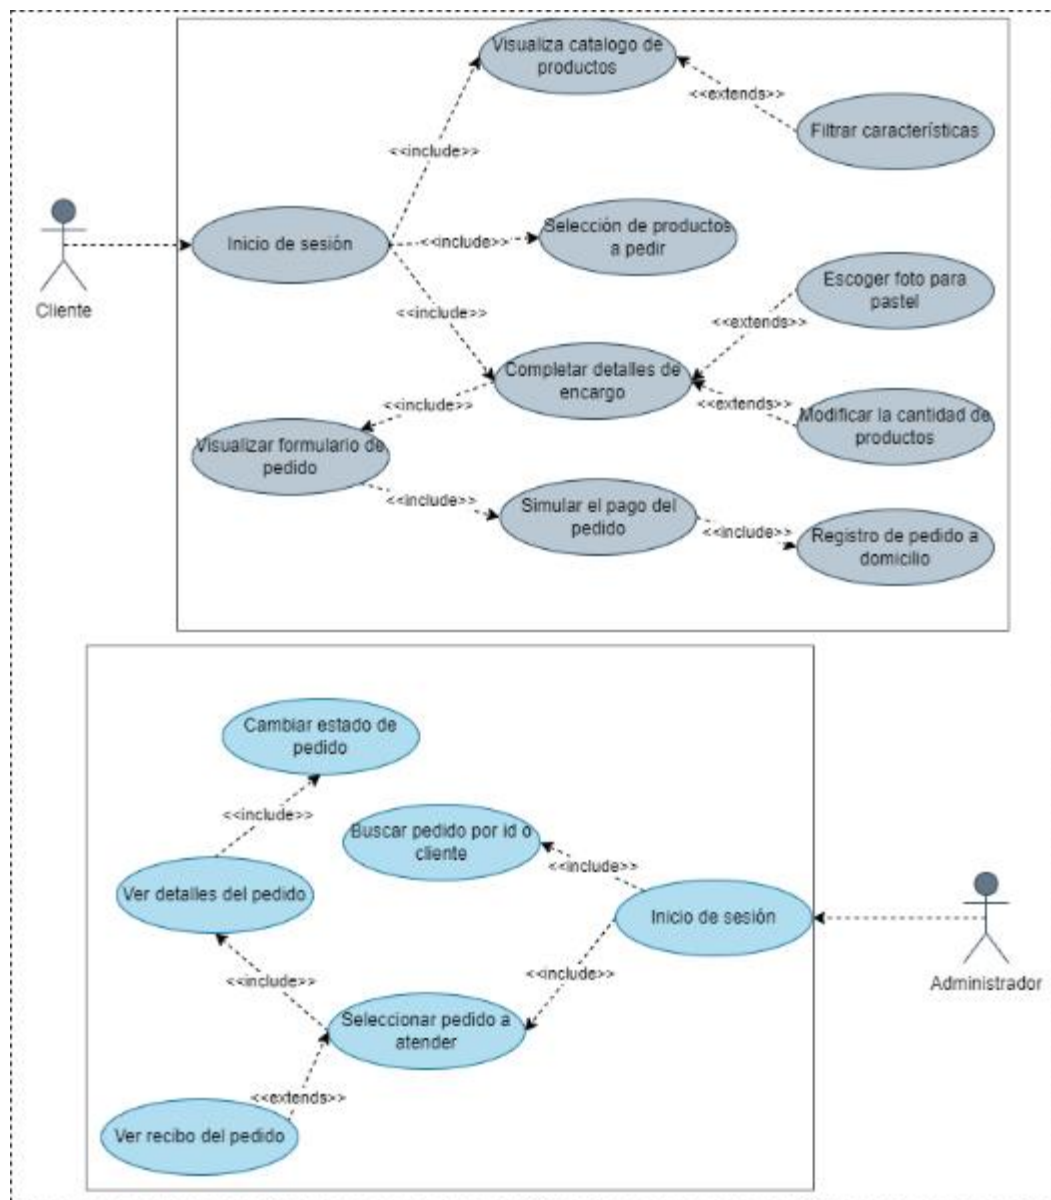 Visualiza catalogo de
productos
<<extends>>
Filtrar características
<<include>>
Inicio de sesión
<<include>>
Selección de productos
a pedir
Cliente
<<include>>
Escoger foto para
pastel
<<extends>>
Completar detalles de
encargo
<<include>>
<<extends>>
Modificar la cantidad de
productos
Visualizar formulario de
pedido
<<include>>
Simular el pago del
pedido
<<include>>
Registro de pedido a
domicilio
Cambiar estado de
pedido
<<include>>
Buscar pedido por id o
cliente
<<include>>
Ver detalles del pedido
Inicio de sesión
Administrador
<<include>>
<<include>>
Seleccionar pedido a
atender
<<extends>>
Ver recibo del pedido